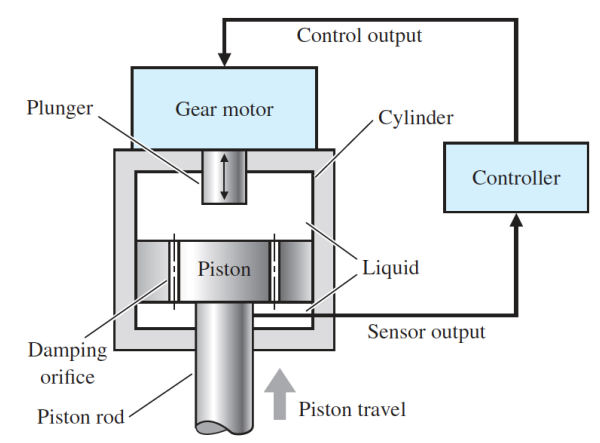 Control output
Plunger
Gear motor
Cylinder
Controller
Piston
Liquid
Sensor output
Damping
orifice
Piston rod
Piston travel